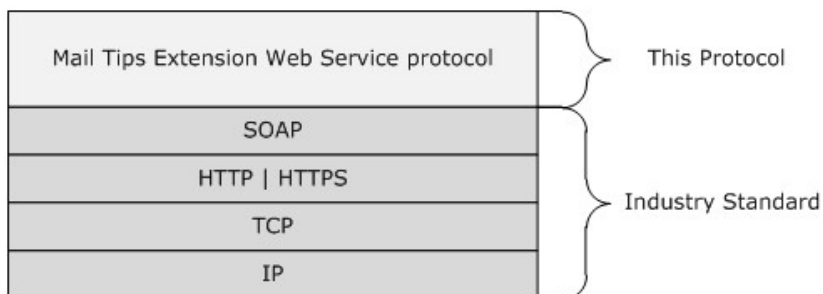 Mail Tips Extension Web Service protocol
This Protocol
SOAP
HTTP | HTTPS
Industry Standard
TCP
IP